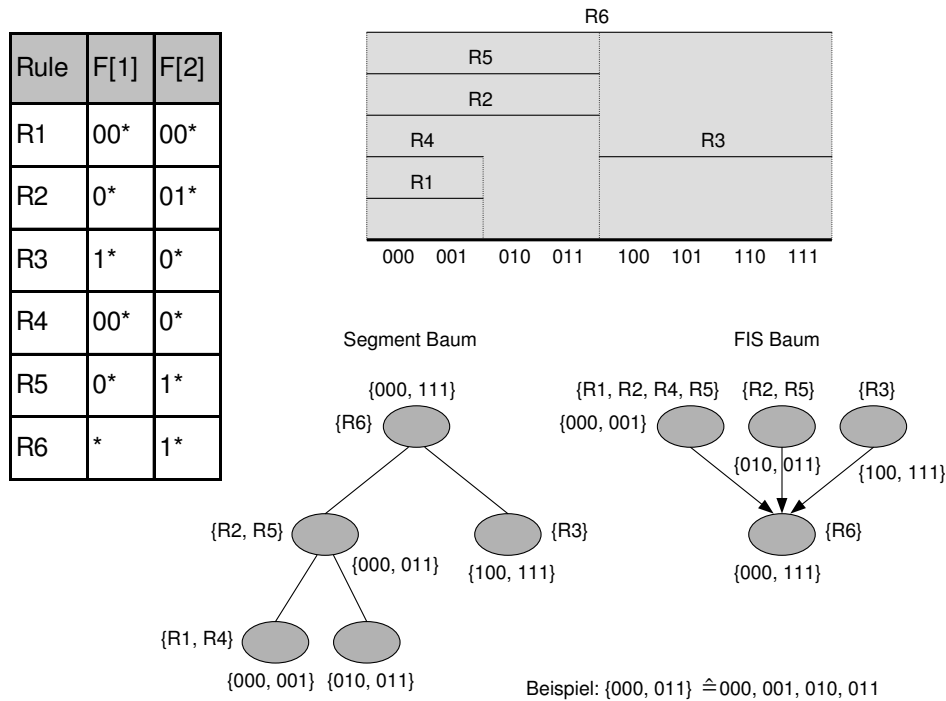 Rule F[1] F[2]
R1 00* 00*
R2 0* 01*
R3 1* 0*
R4 00* 0*
R5 0* 1*
R6 * 1*
R6
R5
R2
R4 R3
R1
000 001 010 011 100 101 110 111
Segment Baum
{000, 111}
{R6}
{R2, R5} {R3}
{000, 011} {100, 111}
{R1, R4}
{000, 001} {010, 011}
FIS Baum
{R1, R2, R4, R5} {R2, R5} {R3}
{000, 001}
{010, 011} {100, 111}
{R6}
{000, 111}
Beispiel: {000, 011} ≙ 000, 001, 010, 011